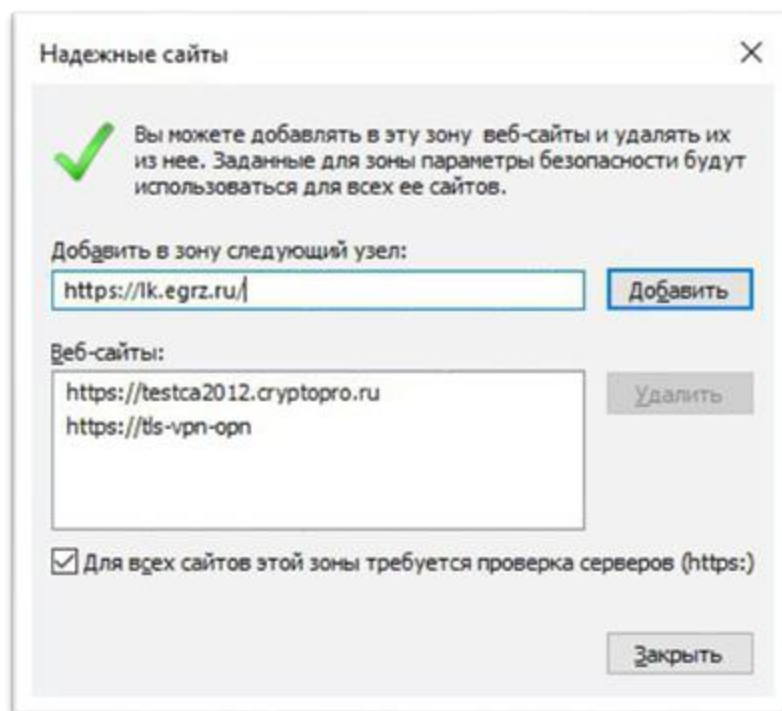 Надежные сайты
Вы можете добавлять в эту зону веб-сайты и удалять их
из нее. Заданные для зоны параметры безопасности будут
использоваться для всех ее сайтов.
Добавить в зону следующий узел:
https://lk.egrz.ru/
Добавить
Веб-сайты:
https://testca2012.cryptopro.ru
https://tls-vpn-opn
Удалить
Для всех сайтов этой зоны требуется проверка серверов (https:)
Закрыть